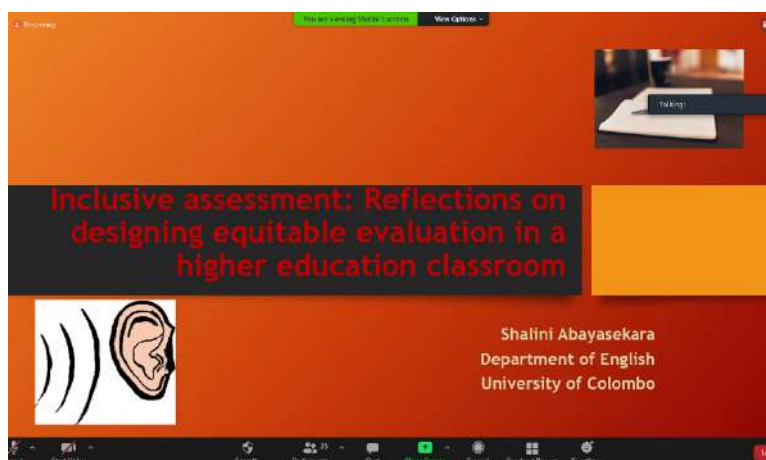 Recording
You are viewing Shalini's screen
View Options
Talking:
Inclusive assessment: Reflections on
designing equitable evaluation in a
higher education classroom
Shalini Abayasekara
Department of English
University of Colombo
35